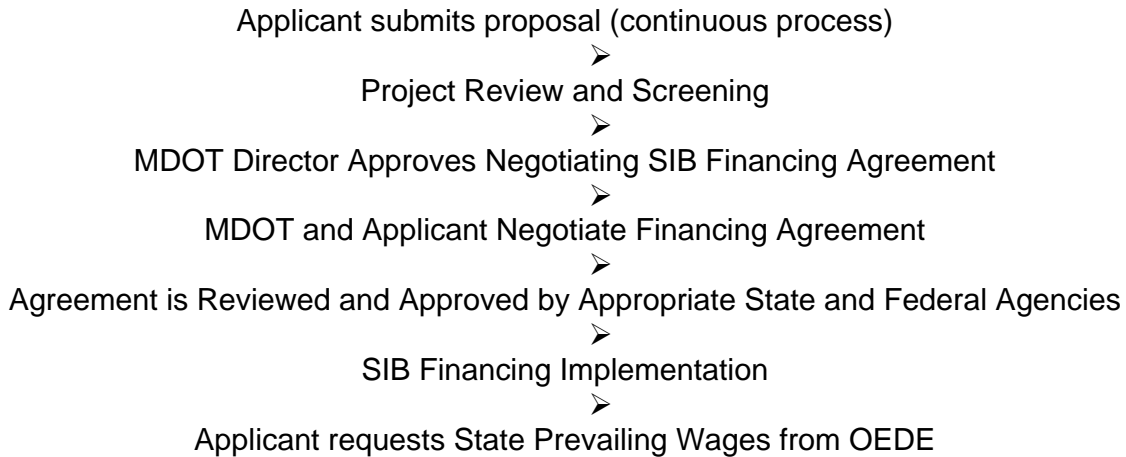 Applicant submits proposal (continuous process)
➢
Project Review and Screening
➢
MDOT Director Approves Negotiating SIB Financing Agreement
➢
MDOT and Applicant Negotiate Financing Agreement
➢
Agreement is Reviewed and Approved by Appropriate State and Federal Agencies
➢
SIB Financing Implementation
➢
Applicant requests State Prevailing Wages from OEDE